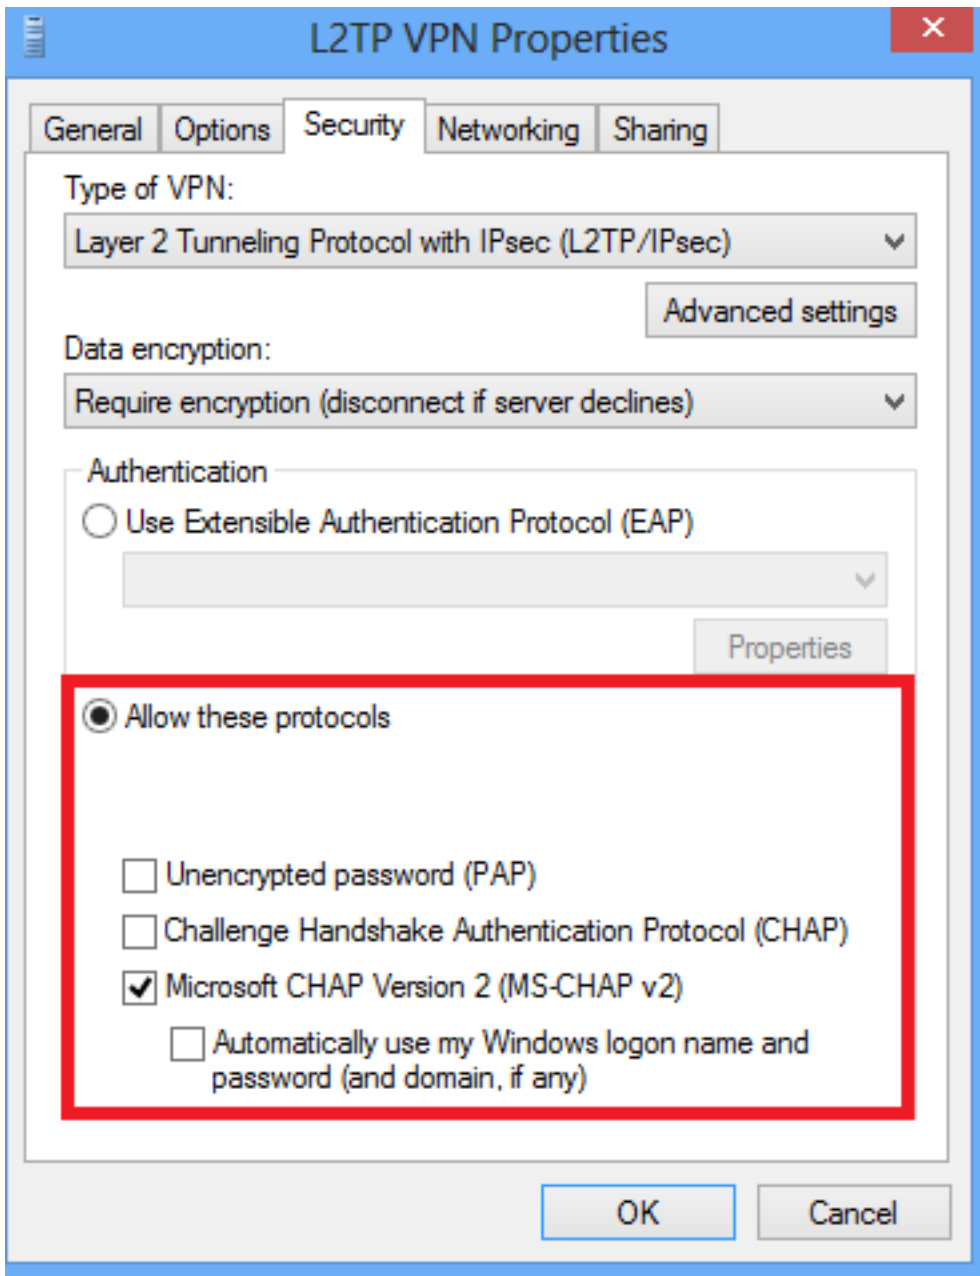 L2TP VPN Properties
General Options Security Networking Sharing
Type of VPN:
Layer 2 Tunneling Protocol with IPsec (L2TP/IPsec)
Advanced settings
Data encryption:
Require encryption (disconnect if server declines)
Authentication
Use Extensible Authentication Protocol (EAP)
Properties
Allow these protocols
Unencrypted password (PAP)
Challenge Handshake Authentication Protocol (CHAP)
Microsoft CHAP Version 2 (MS-CHAP v2)
Automatically use my Windows logon name and
password (and domain, if any)
OK Cancel